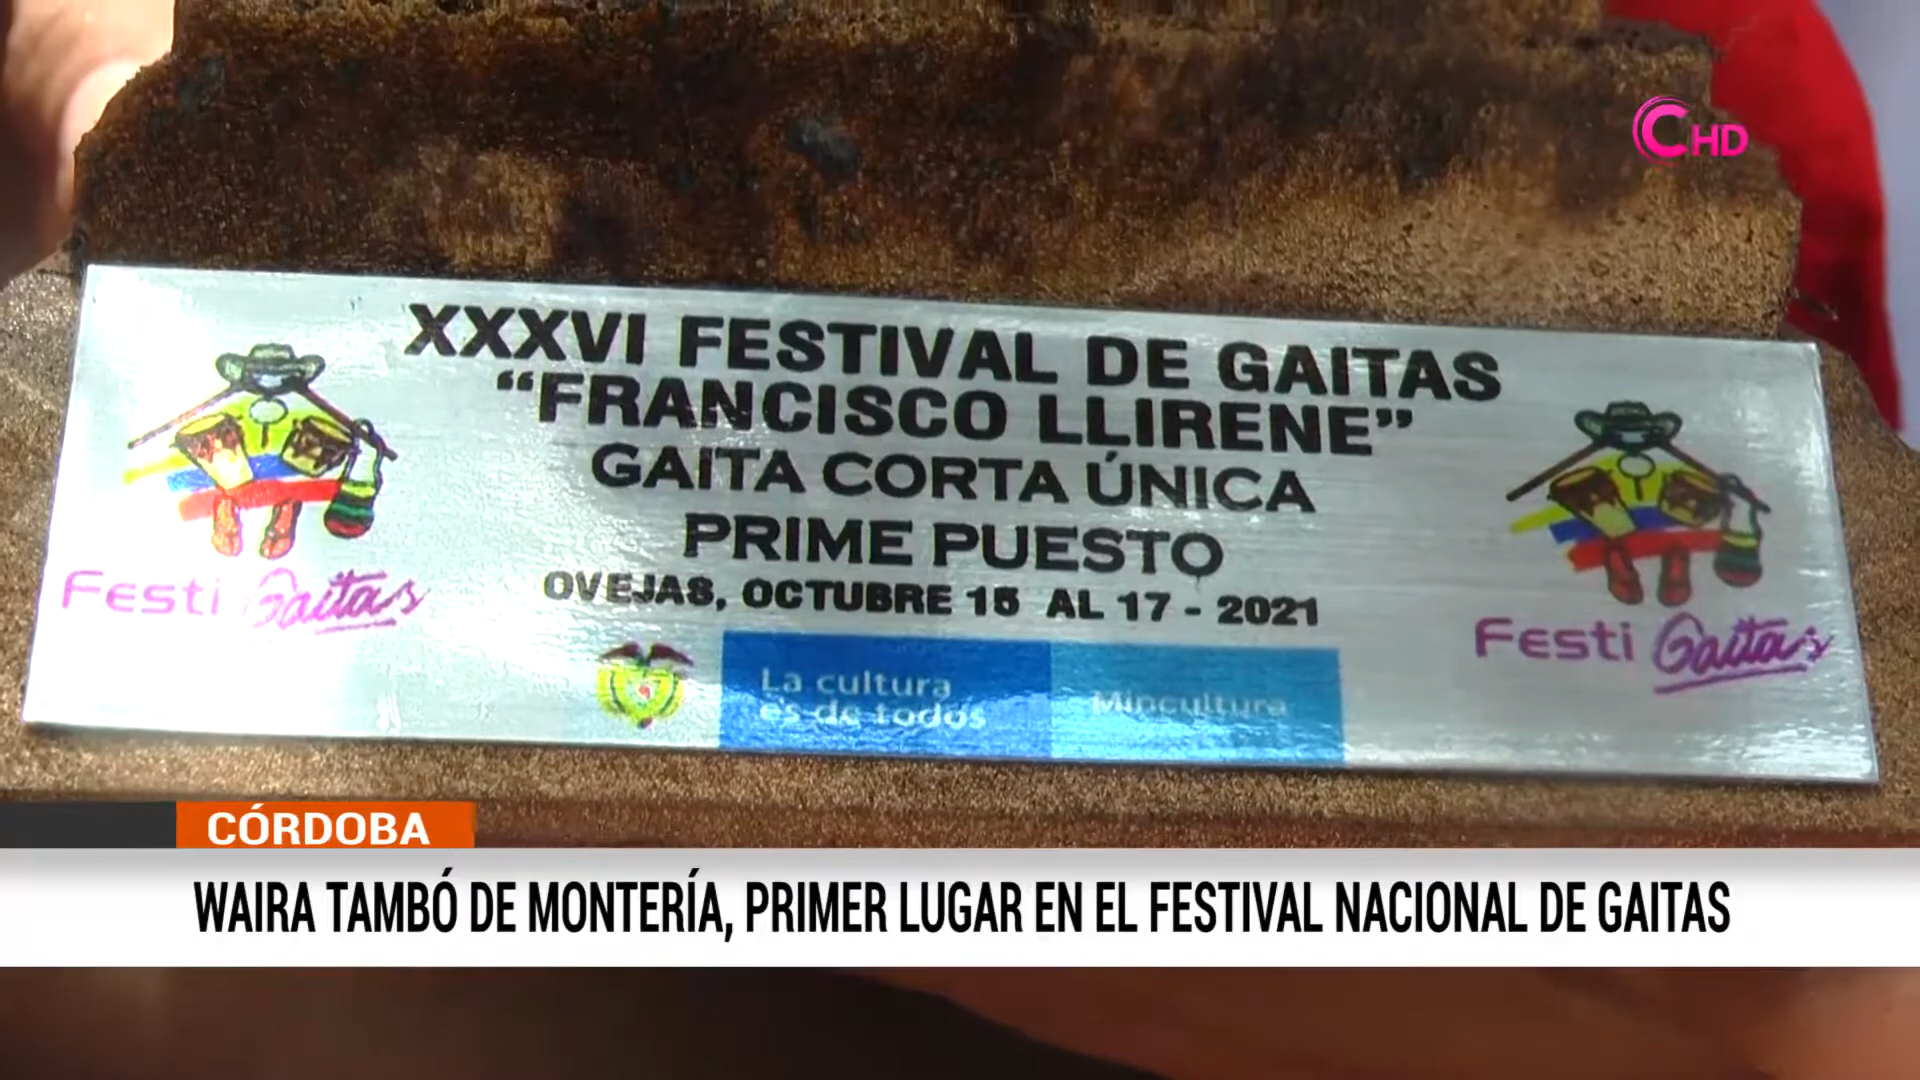 CHD
XXXVI FESTIVAL DE GAITAS
“FRANCISCO LLIRENE”
GAITA CORTA ÚNICA
PRIME PUESTO
OVEJAS, OCTUBRE 15 AL 17 - 2021
Festi Gaitas
Festi Gaitas
La cultura
es de todos
Mincultura
CÓRDOBA
WAIRA TAMBÓ DE MONTERÍA, PRIMER LUGAR EN EL FESTIVAL NACIONAL DE GAITAS